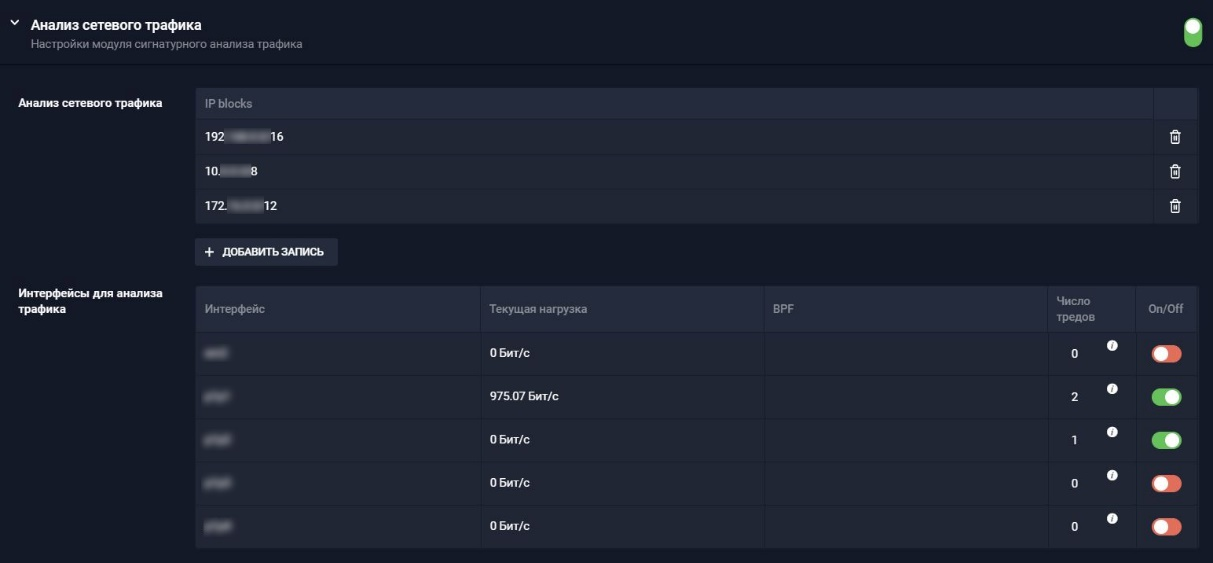 Анализ сетевого трафика
Настройки модуля сигнатурного анализа трафика
Анализ сетевого трафика
IP blocks
192 16
10. 8
172. 12
+ ДОБАВИТЬ ЗАПИСЬ
Интерфейсы для анализа
трафика
Интерфейс Текущая нагрузка BPF Число тредов On/Off
0 Бит/с 0
975.07 Бит/с 2
0 Бит/с 1
0 Бит/с 0
0 Бит/с 0